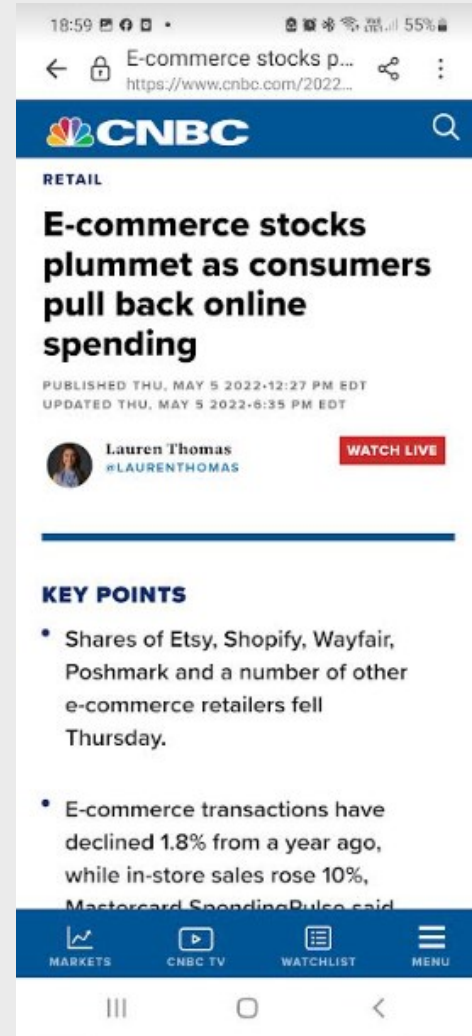 18:59
55%
E-commerce stocks p...
https://www.cnbc.com/2022...
CNBC
RETAIL
E-commerce stocks
plummet as consumers
pull back online
spending
PUBLISHED THU, MAY 5 2022•12:27 PM EDT
UPDATED THU, MAY 5 2022•6:35 PM EDT
Lauren Thomas
@LAURENTHOMAS
WATCH LIVE
KEY POINTS
• Shares of Etsy, Shopify, Wayfair,
Poshmark and a number of other
e-commerce retailers fell
Thursday.
• E-commerce transactions have
declined 1.8% from a year ago,
while in-store sales rose 10%,
Mastercard SpendingPulse said
MARKETS
CNBC TV
WATCHLIST
MENU